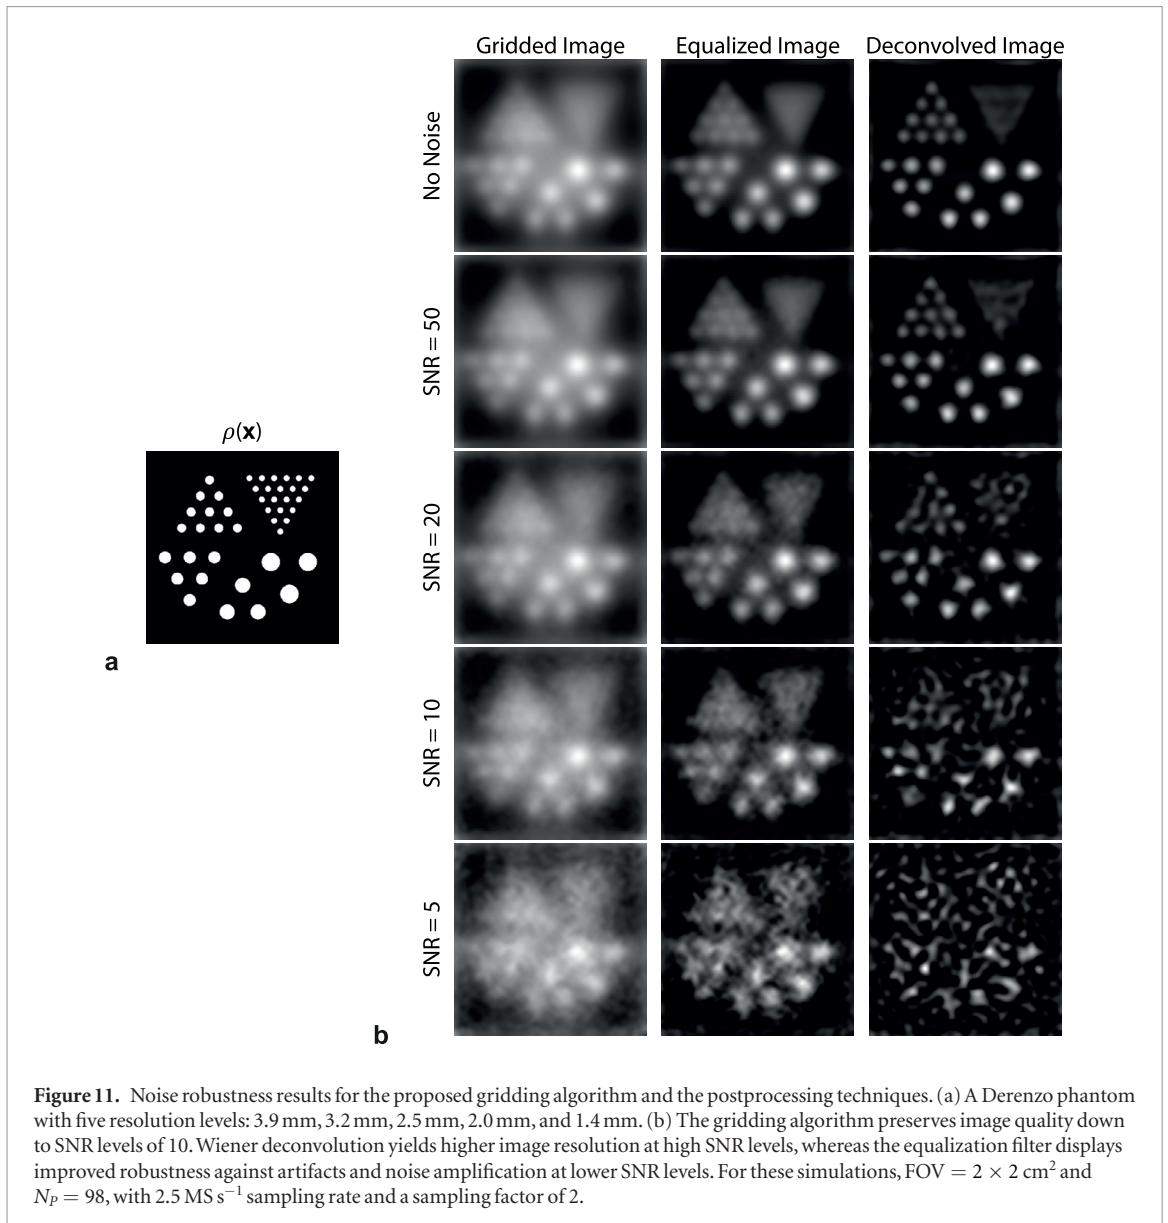 Gridded Image Equalized Image Deconvolved Image
No Noise
SNR = 50
ρ(x)
SNR = 20
a
SNR = 10
SNR = 5
b
Figure 11. Noise robustness results for the proposed gridding algorithm and the postprocessing techniques. (a) A Derenzo phantom
with five resolution levels: 3.9 mm, 3.2 mm, 2.5 mm, 2.0 mm, and 1.4 mm. (b) The gridding algorithm preserves image quality down
to SNR levels of 10. Wiener deconvolution yields higher image resolution at high SNR levels, whereas the equalization filter displays
improved robustness against artifacts and noise amplification at lower SNR levels. For these simulations, FOV = 2 × 2 cm² and
N_P = 98, with 2.5 MS s⁻¹ sampling rate and a sampling factor of 2.